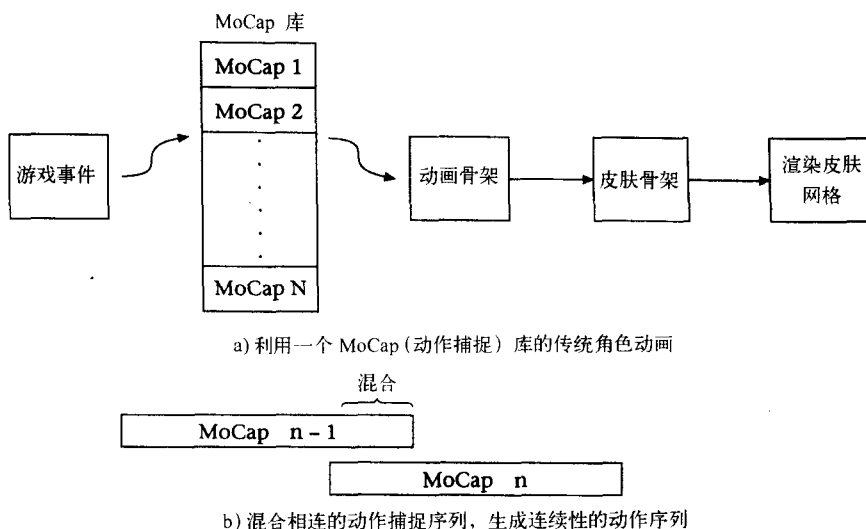 MoCap 库
MoCap 1
MoCap 2
MoCap N
游戏事件
动画骨架
皮肤骨架
渲染皮肤
网格
a) 利用一个 MoCap (动作捕捉) 库的传统角色动画
混合
MoCap n－1
MoCap n
b) 混合相连的动作捕捉序列，生成连续性的动作序列